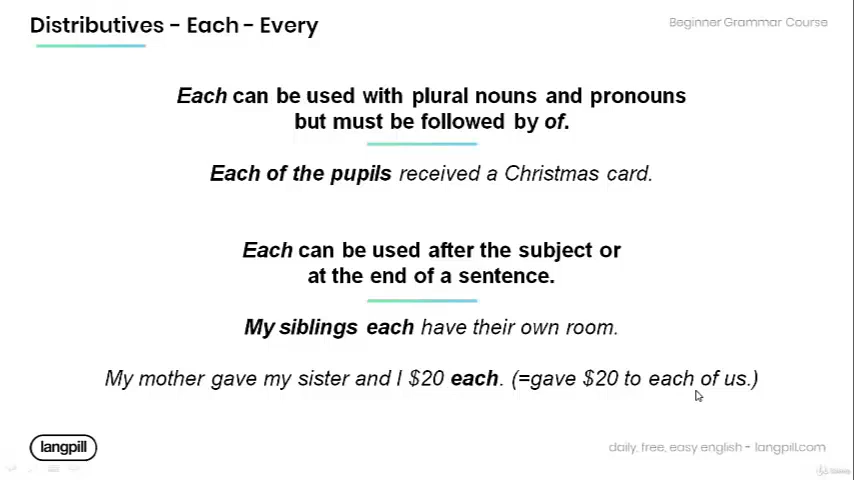 Distributives - Each - Every
Beginner Grammar Course
Each can be used with plural nouns and pronouns
but must be followed by of.
Each of the pupils received a Christmas card.
Each can be used after the subject or
at the end of a sentence.
My siblings each have their own room.
My mother gave my sister and I $20 each. (=gave $20 to each of us.)
langpill
daily, free, easy english - langpill.com